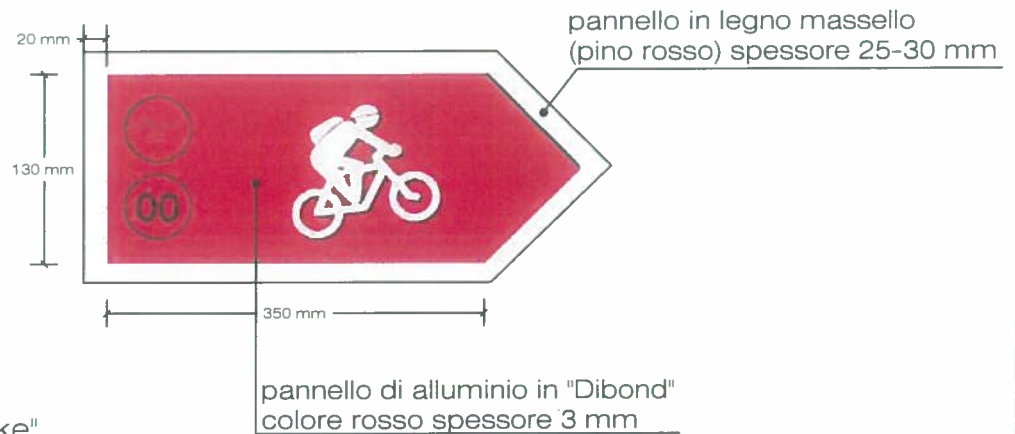 20 mm
pannello in legno massello
(pino rosso) spessore 25-30 mm
130 mm
00
350 mm
pannello di alluminio in "Dibond"
colore rosso spessore 3 mm